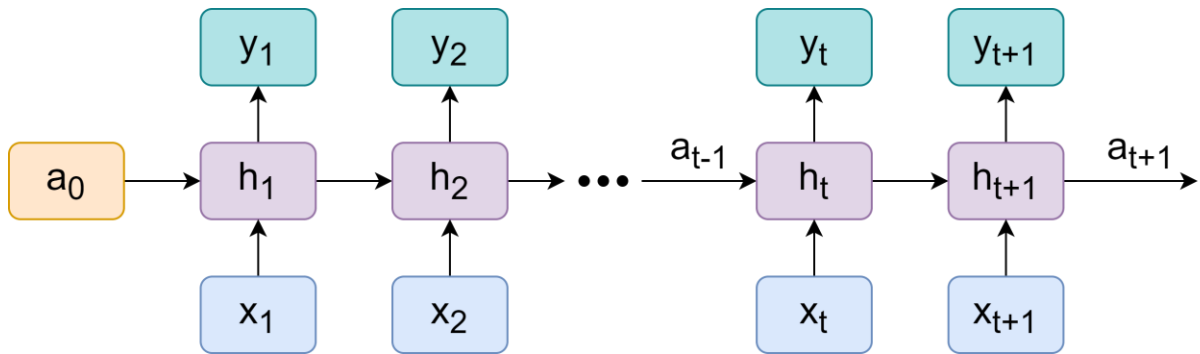 y₁ y₂ yₜ yₜ₊₁
a₀ h₁ h₂ ••• aₜ₋₁ hₜ hₜ₊₁ aₜ₊₁
x₁ x₂ xₜ xₜ₊₁